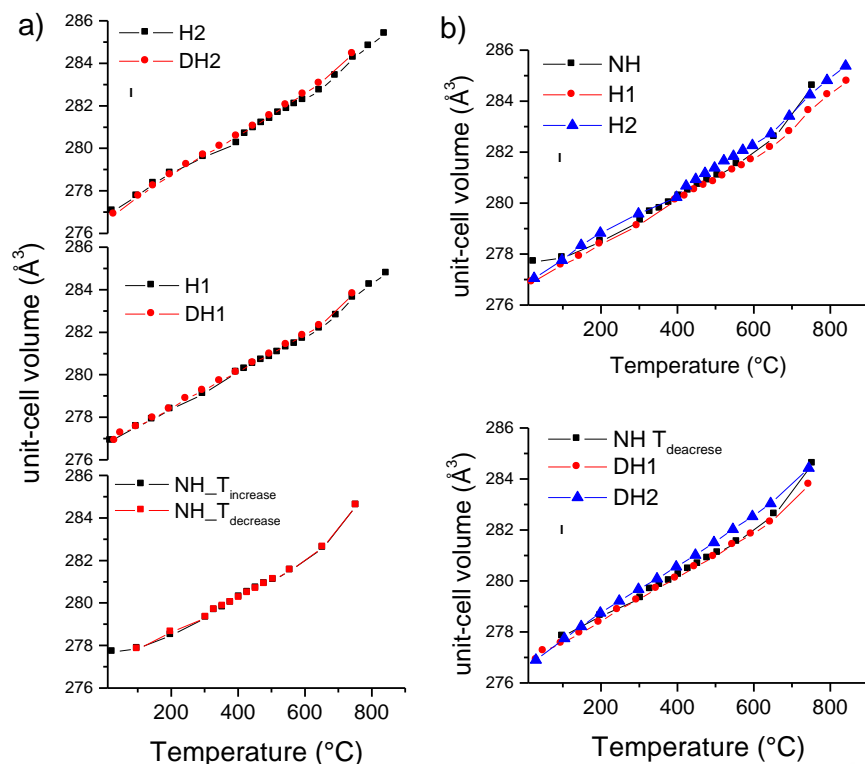 a)
H2
DH2
286
284
282
280
278
276
H1
DH1
286
284
282
280
278
276
NH_Tincrease
NH_Tdecrease
286
284
282
280
278
276
200 400 600 800
unit-cell volume (Å3)
Temperature (°C)
b)
NH
H1
H2
286
284
282
280
278
276
200 400 600 800
unit-cell volume (Å3)
Temperature (°C)
NH Tdeacrese
DH1
DH2
286
284
282
280
278
276
200 400 600 800
unit-cell volume (Å3)
Temperature (°C)